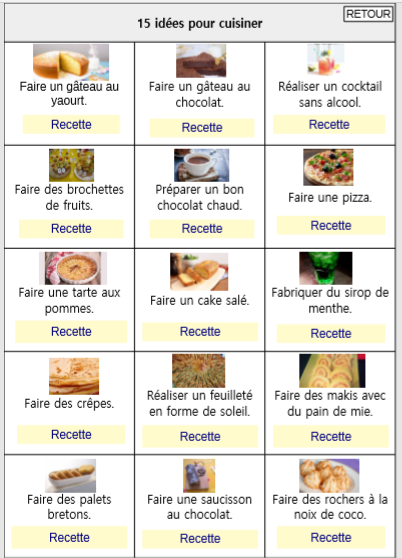 RETOUR
15 idées pour cuisiner
Faire un gâteau au
yaourt.
Recette
Faire un gâteau au
chocolat.
Recette
Réaliser un cocktail
sans alcool.
Recette
Faire des brochettes
de fruits.
Recette
Préparer un bon
chocolat chaud.
Recette
Faire une pizza.
Recette
Faire une tarte aux
pommes.
Recette
Faire un cake salé.
Recette
Fabriquer du sirop de
menthe.
Recette
Faire des crêpes.
Recette
Réaliser un feuilleté
en forme de soleil.
Recette
Faire des makis avec
du pain de mie.
Recette
Faire des palets
bretons.
Recette
Faire une saucisson
au chocolat.
Recette
Faire des rochers à la
noix de coco.
Recette